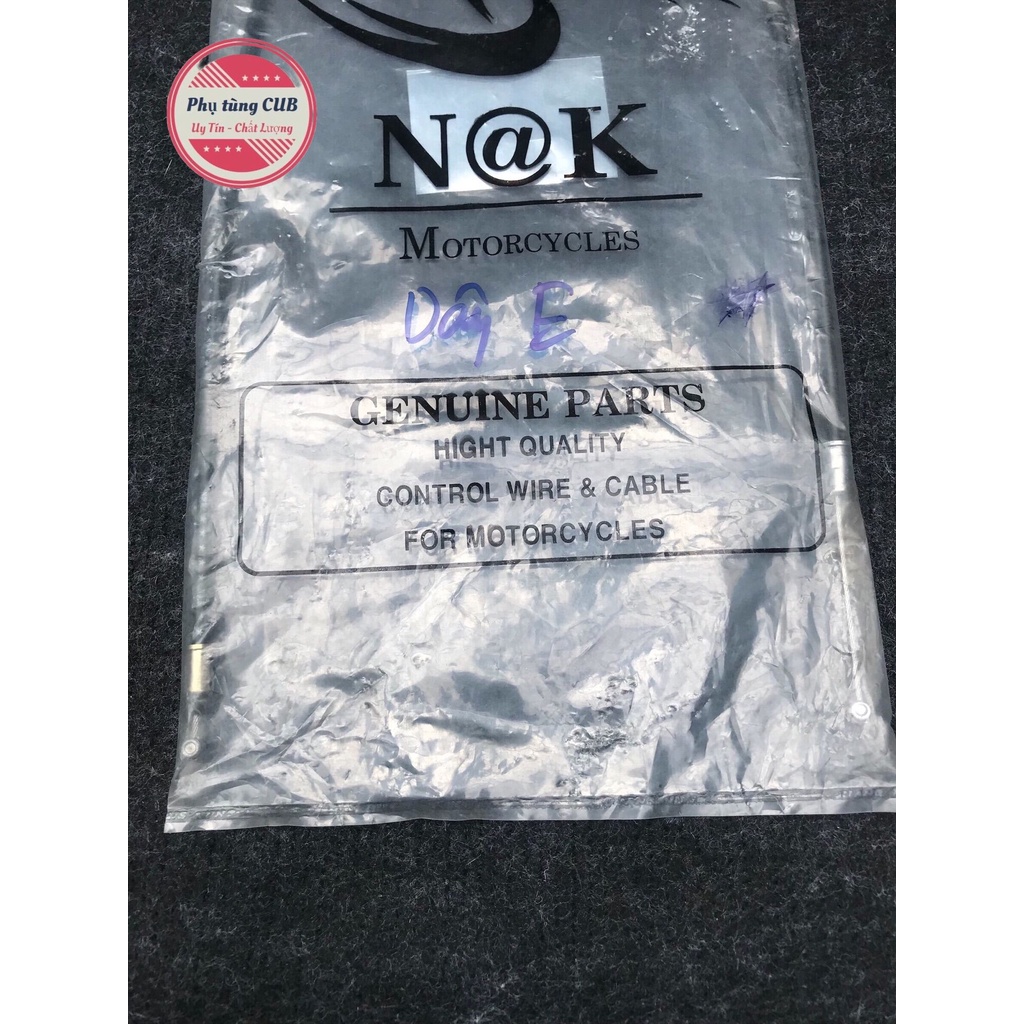 Phụ tùng CUB
Uy Tín - Chất Lượng
N@K
MOTORCYCLES
Dây E
GENUINE PARTS
HIGHT QUALITY
CONTROL WIRE & CABLE
FOR MOTORCYCLES